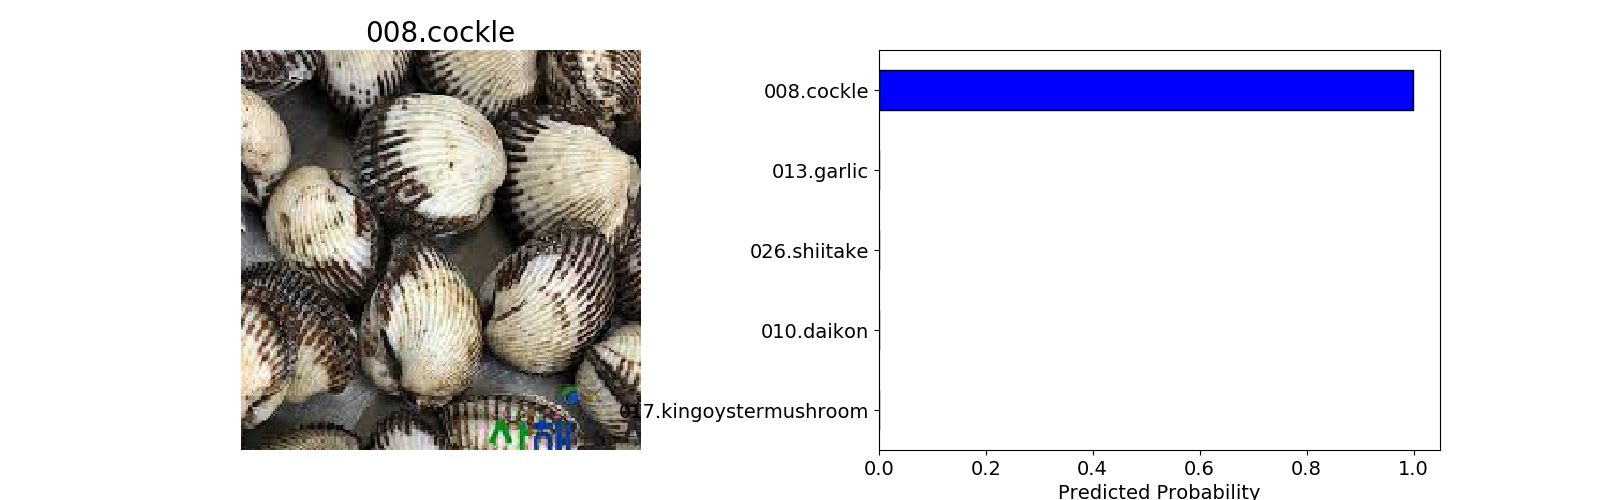 008.cockle
008.cockle
013.garlic
026.shiitake
010.daikon
017.kingoystermushroom
0.0 0.2 0.4 0.6 0.8 1.0
Predicted Probability